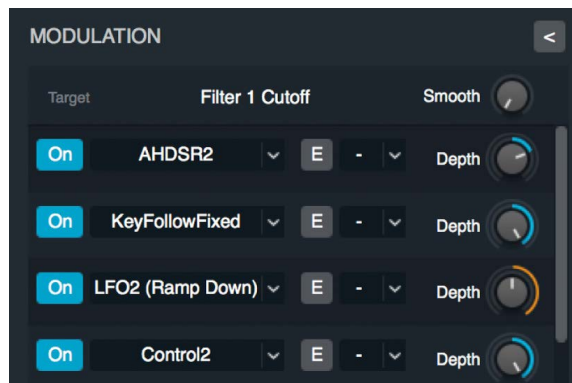 MODULATION <
Target Filter 1 Cutoff Smooth
On AHDSR2 E - Depth
On KeyFollowFixed E - Depth
On LFO2 (Ramp Down) E - Depth
On Control2 E - Depth